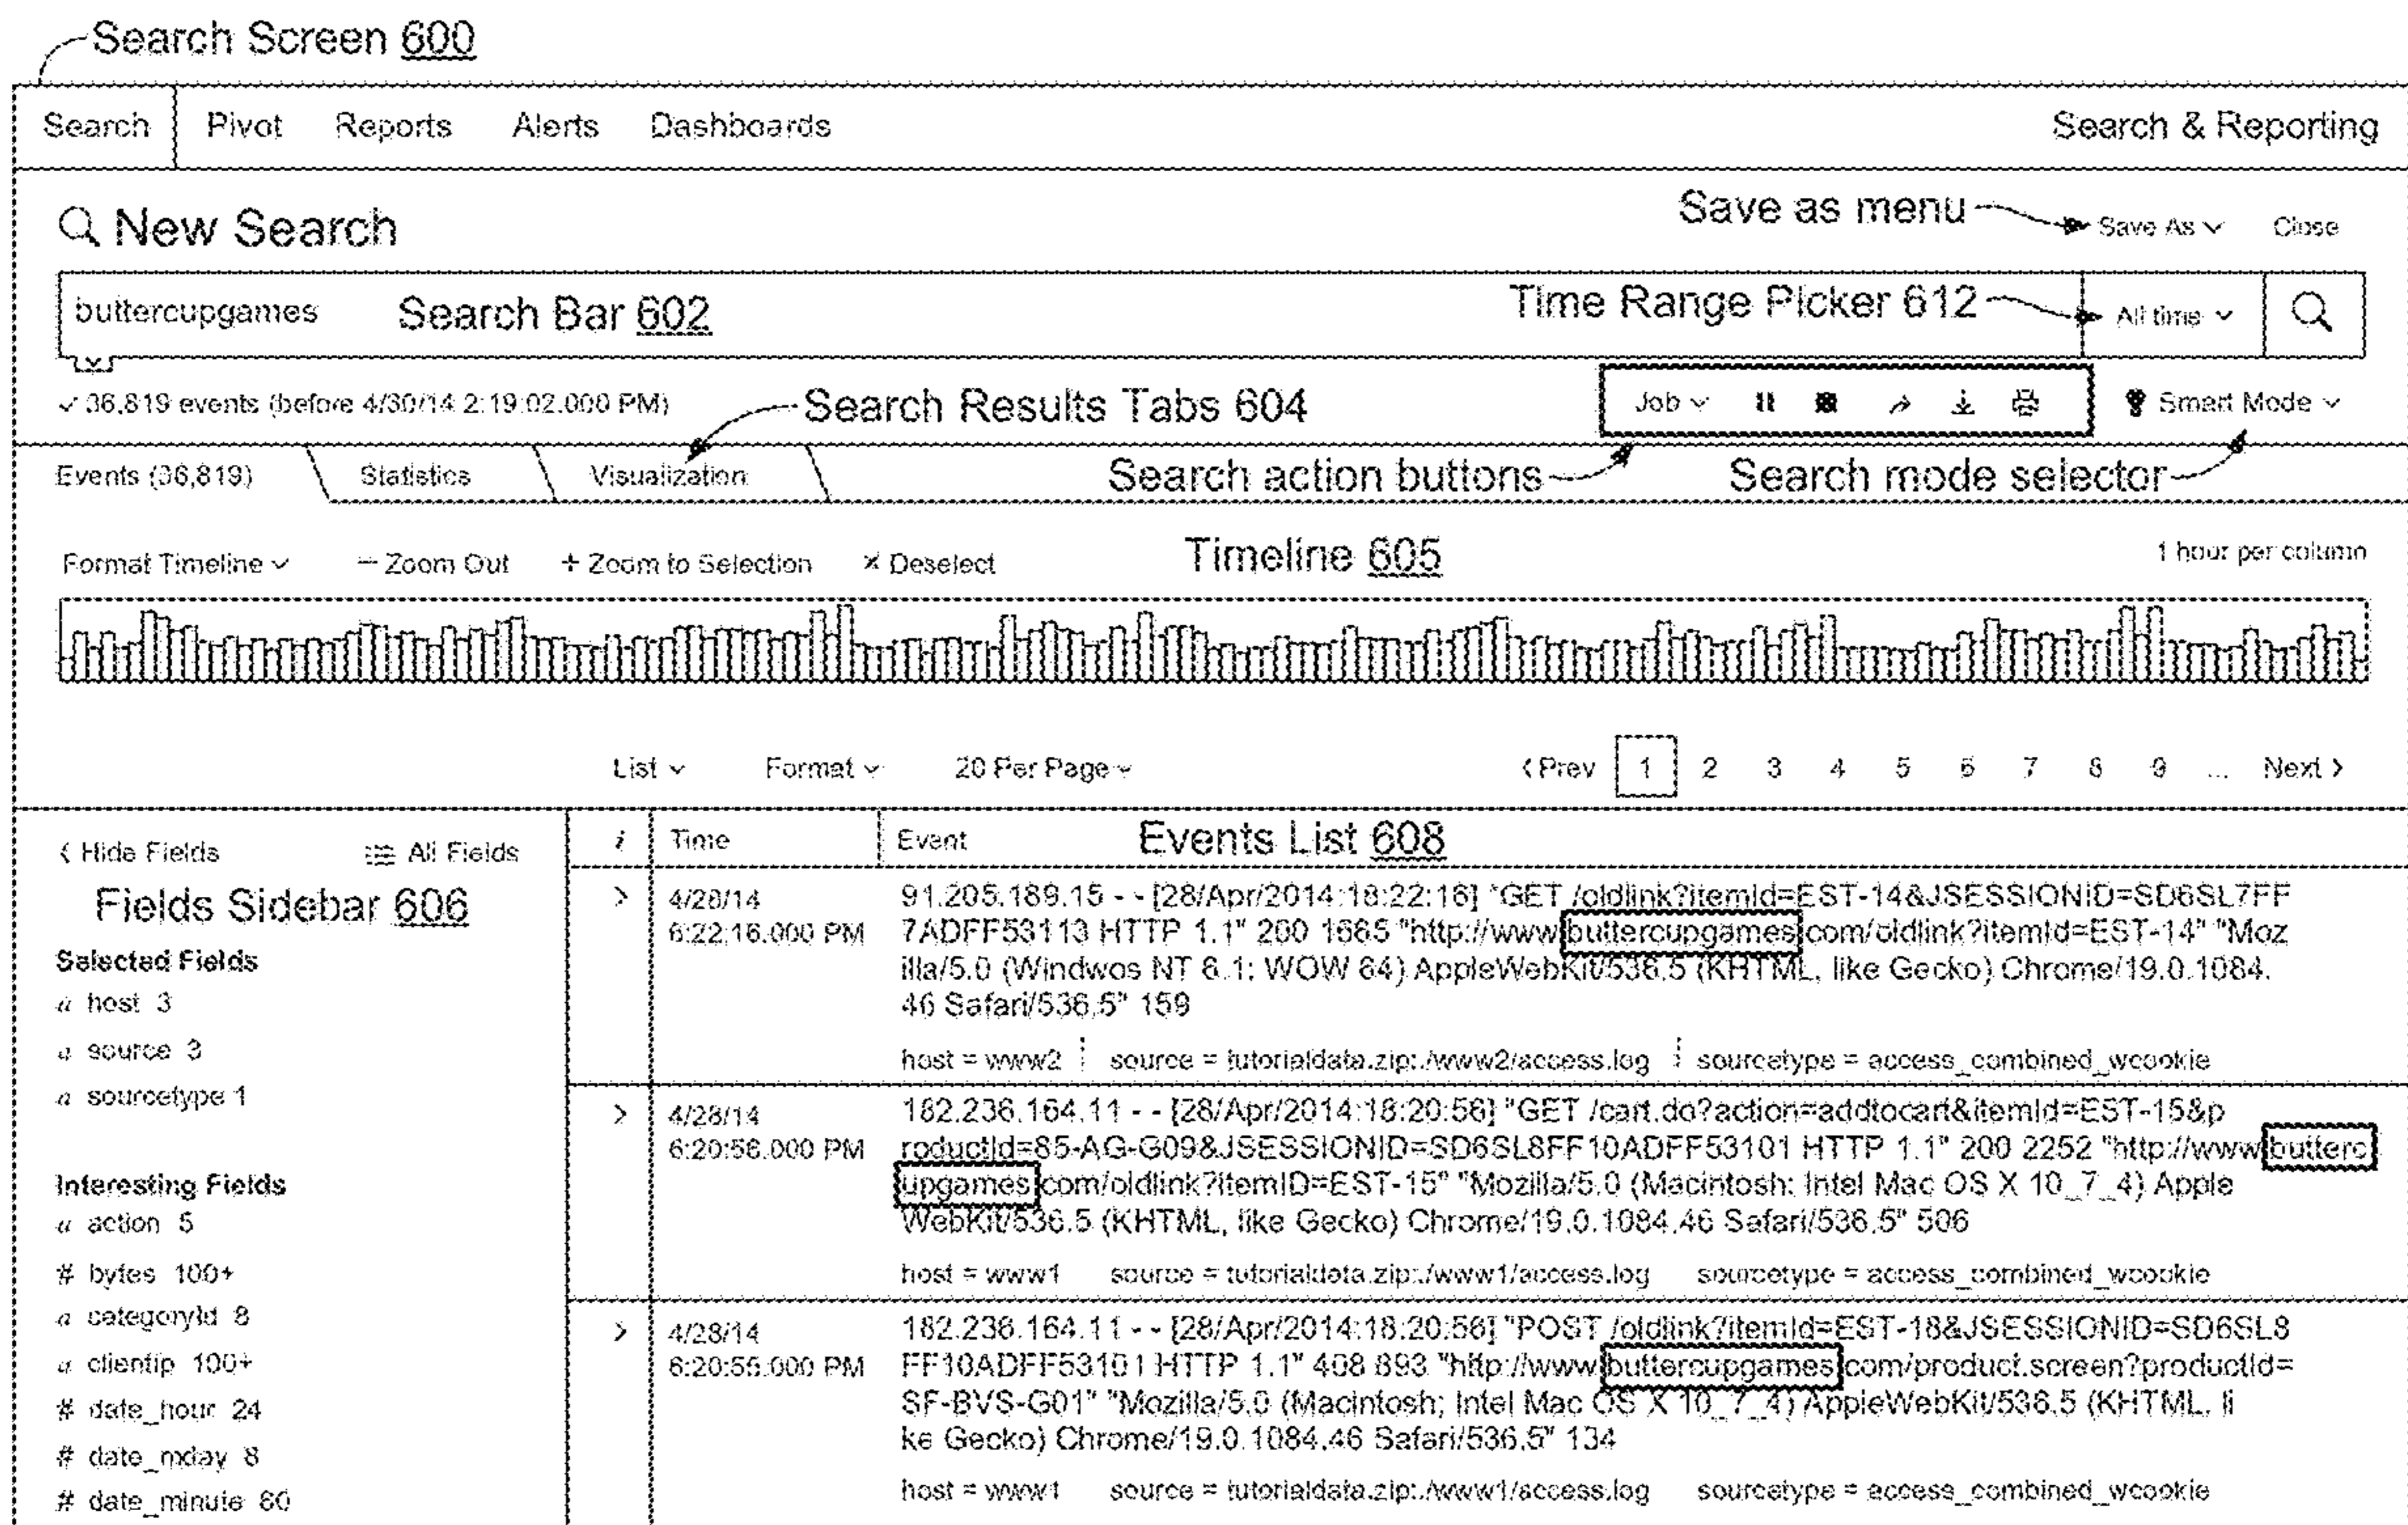 Search Screen 600
Search Pivot Reports Alerts Dashboards Search & Reporting
New Search Save as menu Save As Close
buttercupgames Search Bar 602 Time Range Picker 612 All time
✓ 36,819 events (before 4/30/14 2:19:02.000 PM) Search Results Tabs 604 Job Smart Mode
Events (36,819) Statistics Visualization Search action buttons Search mode selector
Format Timeline — Zoom Out + Zoom to Selection × Deselect Timeline 605 1 hour per column
List Format 20 Per Page < Prev 1 2 3 4 5 6 7 8 9 ... Next >
< Hide Fields All Fields
Fields Sidebar 606
Selected Fields
a host 3
a source 3
a sourcetype 1
Interesting Fields
a action 5
# bytes 100+
a categoryId 8
a clientip 100+
# date_hour 24
# date_mday 8
# date_minute 60
i Time Event Events List 608
> 4/28/14
6:22:16.000 PM
91.205.189.15 - - [28/Apr/2014:18:22:16] "GET /oldlink?itemId=EST-14&JSESSIONID=SD6SL7FF
7ADFF53113 HTTP 1.1" 200 1665 "http://www.buttercupgames.com/oldlink?itemId=EST-14" "Moz
illa/5.0 (Windwos NT 6.1; WOW 64) AppleWebKit/536.5 (KHTML, like Gecko) Chrome/19.0.1084.
46 Safari/536.5" 159
host = www2 source = tutorialdata.zip:./www2/access.log sourcetype = access_combined_wcookie
> 4/28/14
6:20:56.000 PM
182.236.164.11 - - [28/Apr/2014:18:20:56] "GET /cart.do?action=addtocart&itemId=EST-15&p
roductId=85-AG-G09&JSESSIONID=SD6SL8FF10ADFF53101 HTTP 1.1" 200 2252 "http://www.butterc
upgames.com/oldlink?itemID=EST-15" "Mozilla/5.0 (Macintosh; Intel Mac OS X 10_7_4) Apple
WebKit/536.5 (KHTML, like Gecko) Chrome/19.0.1084.46 Safari/536.5" 506
host = www1 source = tutorialdata.zip:./www1/access.log sourcetype = access_combined_wcookie
> 4/28/14
6:20:55.000 PM
182.236.164.11 - - [28/Apr/2014:18:20:56] "POST /oldlink?itemId=EST-18&JSESSIONID=SD6SL8
FF10ADFF53101 HTTP 1.1" 408 893 "http://www.buttercupgames.com/product.screen?productId=
SF-BVS-G01" "Mozilla/5.0 (Macintosh; Intel Mac OS X 10_7_4) AppleWebKit/536.5 (KHTML, li
ke Gecko) Chrome/19.0.1084.46 Safari/536.5" 134
host = www1 source = tutorialdata.zip:./www1/access.log sourcetype = access_combined_wcookie